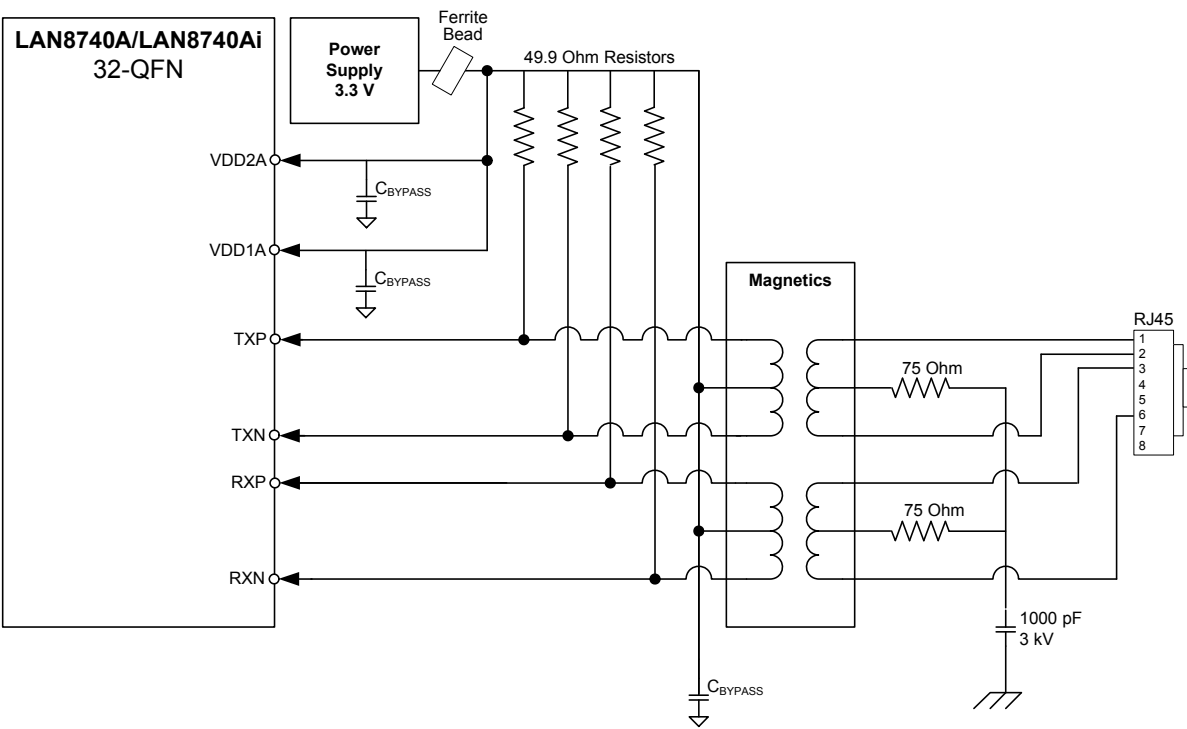 LAN8740A/LAN8740Ai
32-QFN
Power
Supply
3.3 V
Ferrite
Bead
49.9 Ohm Resistors
VDD2A
CBYPASS
VDD1A
CBYPASS
Magnetics
TXP
RJ45
1
2
3
4
5
6
7
8
75 Ohm
TXN
RXP
75 Ohm
RXN
1000 pF
3 kV
CBYPASS